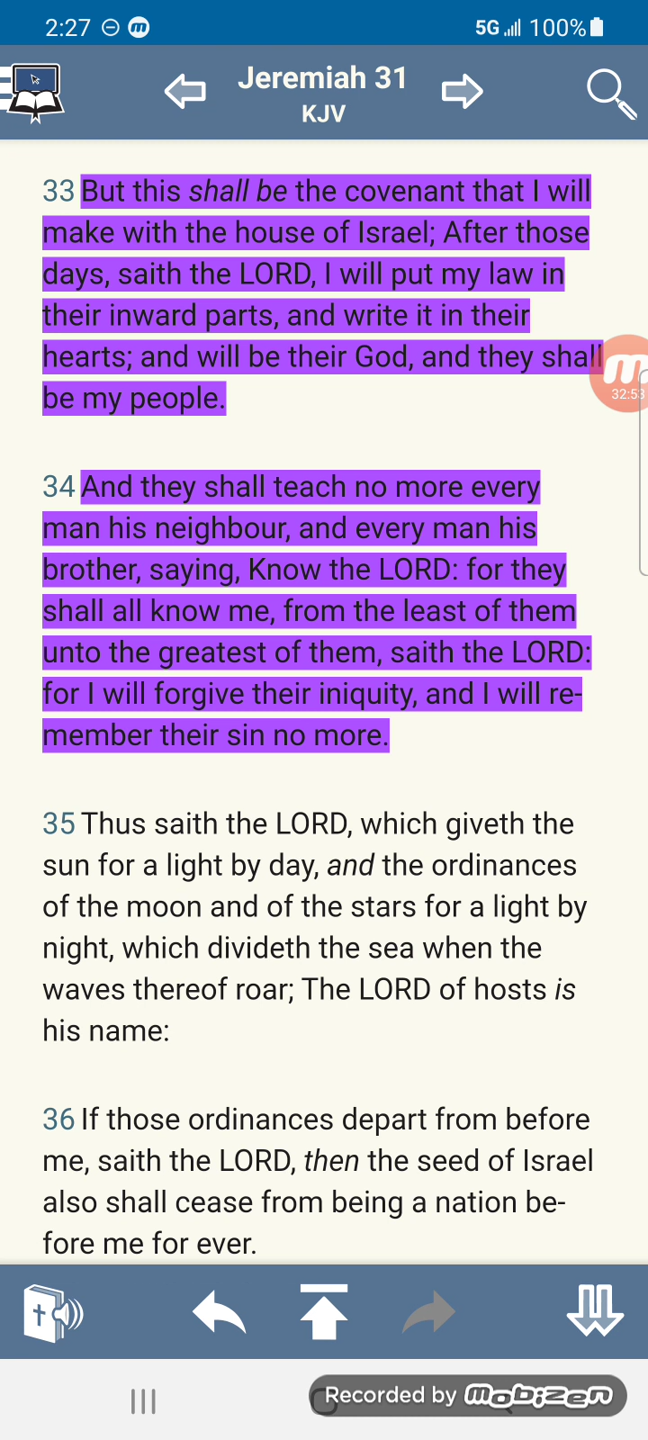 2:27
5G 100%
Jeremiah 31
KJV
33 But this shall be the covenant that I will
make with the house of Israel; After those
days, saith the LORD, I will put my law in
their inward parts, and write it in their
hearts; and will be their God, and they shall
be my people.
32:53
34 And they shall teach no more every
man his neighbour, and every man his
brother, saying, Know the LORD: for they
shall all know me, from the least of them
unto the greatest of them, saith the LORD:
for I will forgive their iniquity, and I will re-
member their sin no more.
35 Thus saith the LORD, which giveth the
sun for a light by day, and the ordinances
of the moon and of the stars for a light by
night, which divideth the sea when the
waves thereof roar; The LORD of hosts is
his name:
36 If those ordinances depart from before
me, saith the LORD, then the seed of Israel
also shall cease from being a nation be-
fore me for ever.
Recorded by mobizen